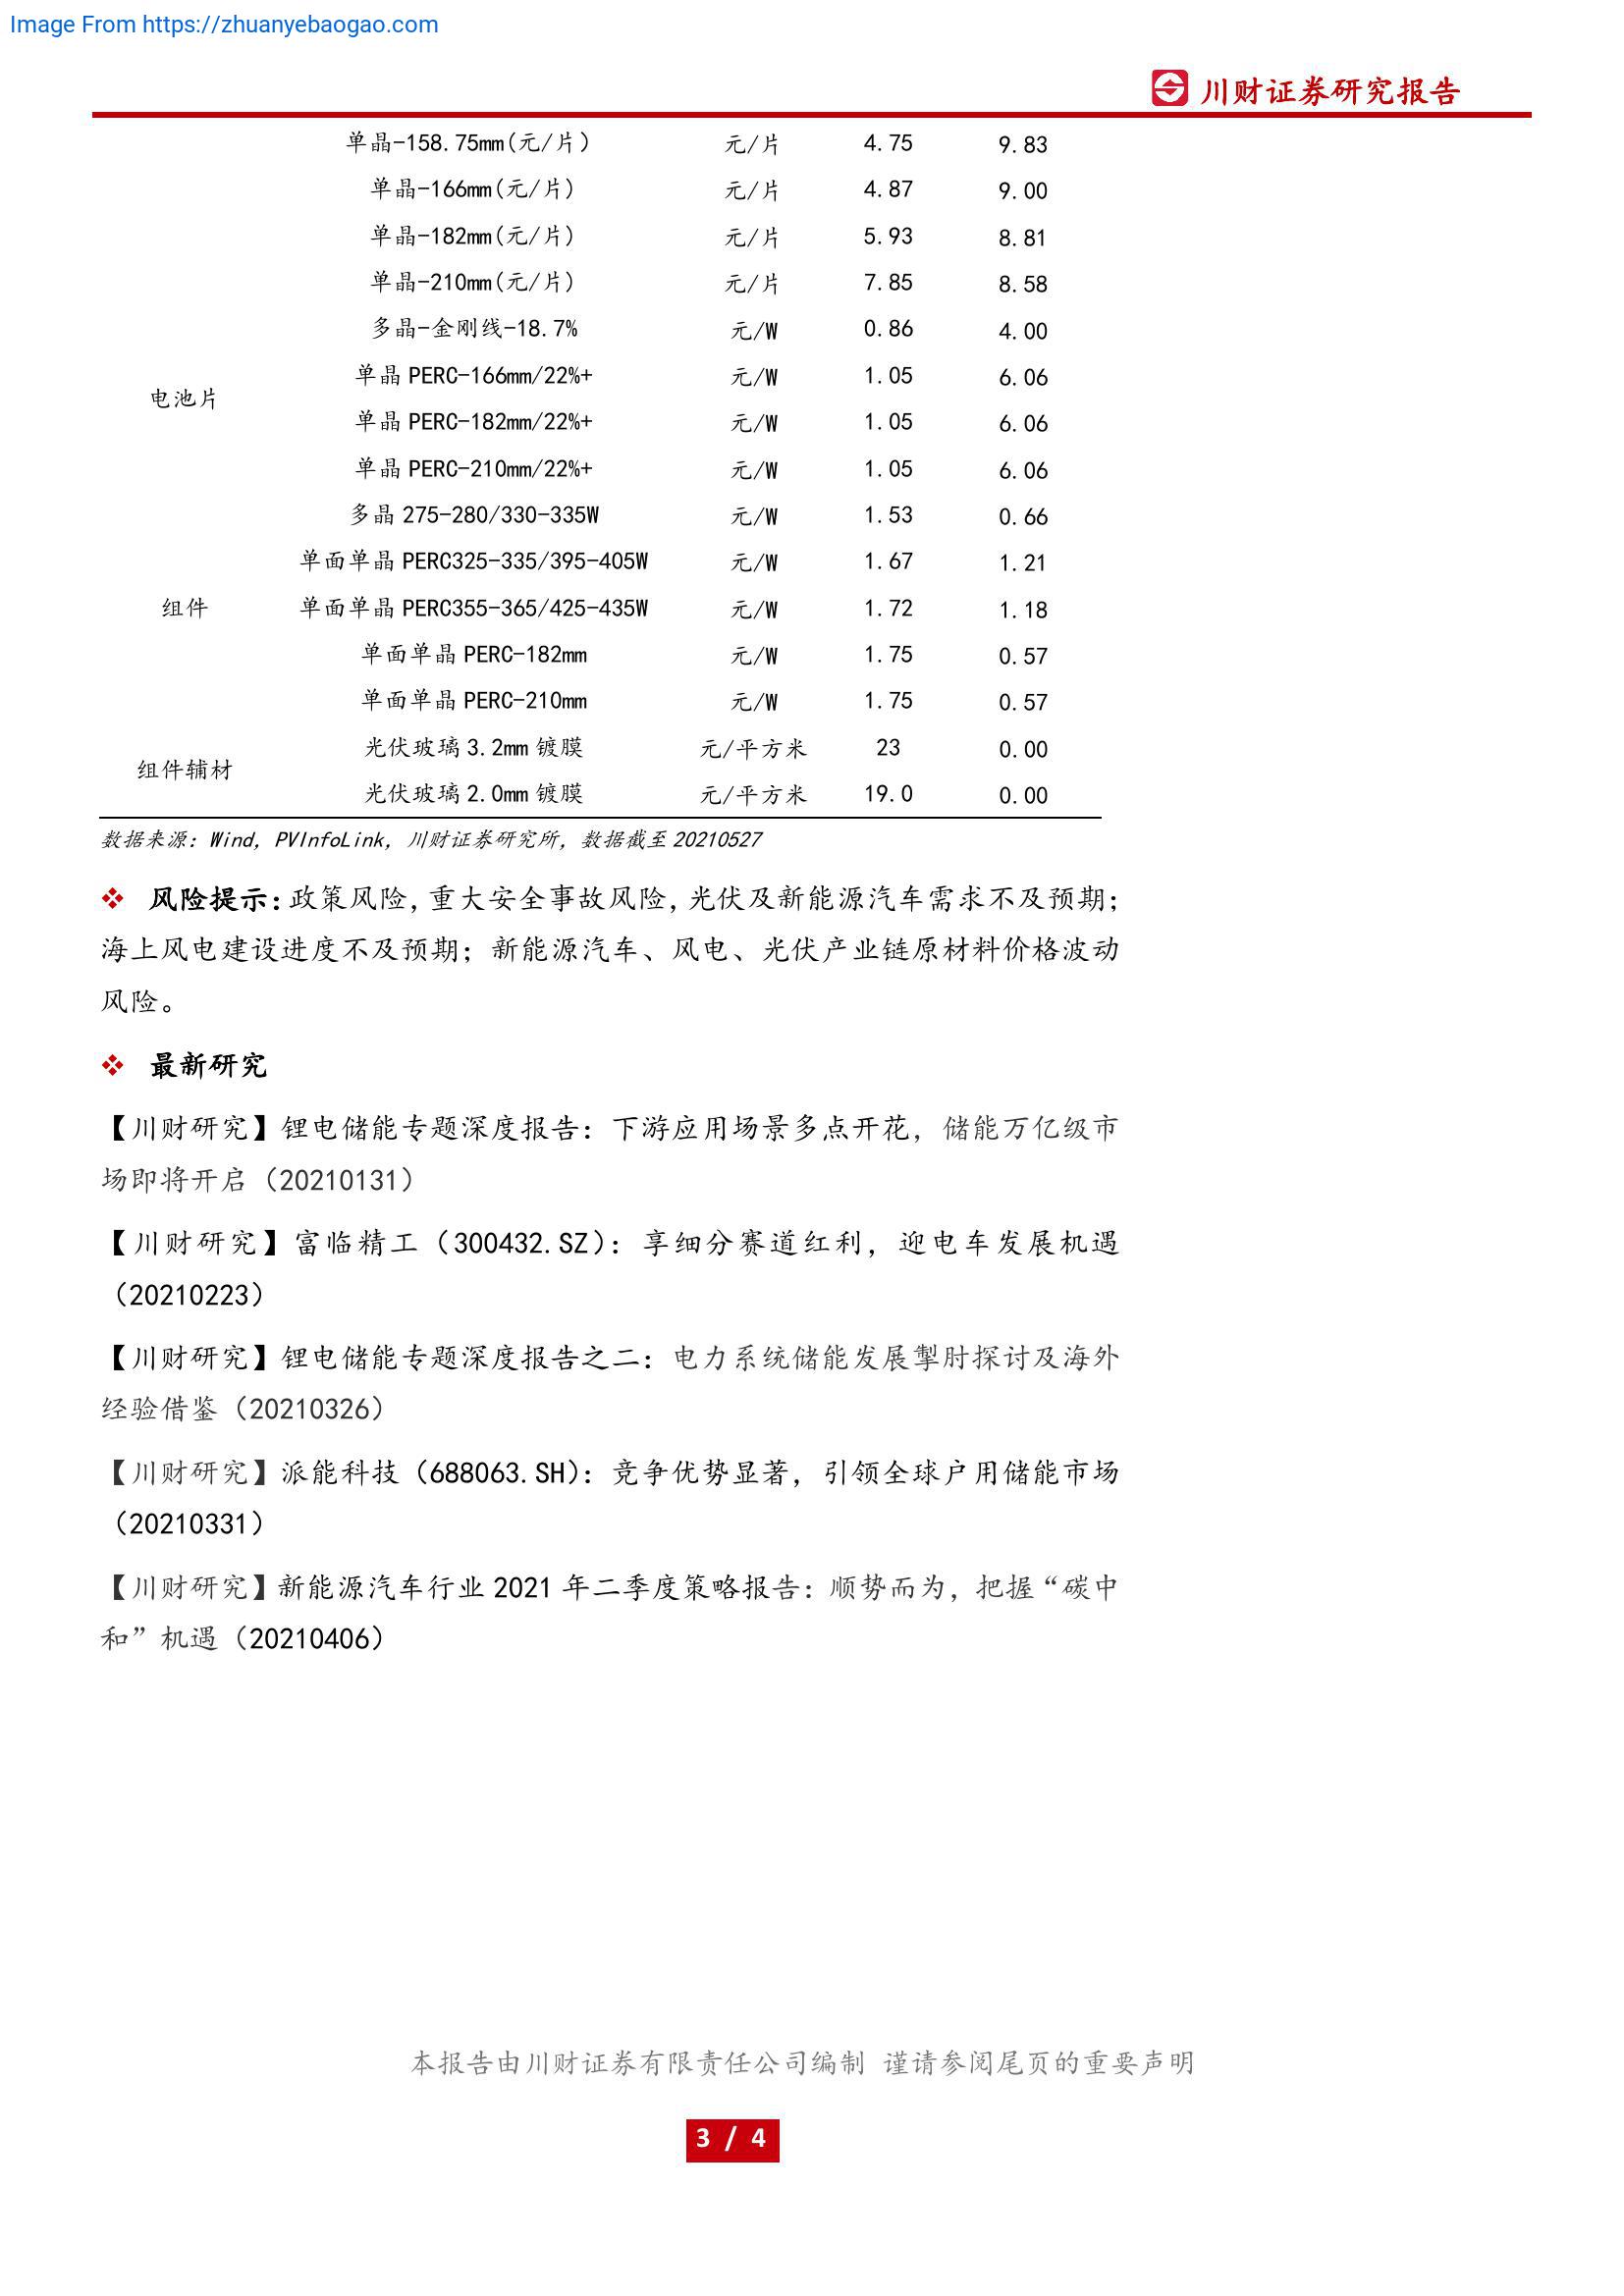 Image From https://zhuanyebaogao.com
川财证券研究报告
单晶-158.75mm(元/片) 元/片 4.75 9.83
单晶-166mm(元/片) 元/片 4.87 9.00
单晶-182mm(元/片) 元/片 5.93 8.81
单晶-210mm(元/片) 元/片 7.85 8.58
多晶-金刚线-18.7% 元/W 0.86 4.00
单晶 PERC-166mm/22%+ 元/W 1.05 6.06
电池片
单晶 PERC-182mm/22%+ 元/W 1.05 6.06
单晶 PERC-210mm/22%+ 元/W 1.05 6.06
多晶 275-280/330-335W 元/W 1.53 0.66
单面单晶 PERC325-335/395-405W 元/W 1.67 1.21
组件 单面单晶 PERC355-365/425-435W 元/W 1.72 1.18
单面单晶 PERC-182mm 元/W 1.75 0.57
单面单晶 PERC-210mm 元/W 1.75 0.57
光伏玻璃 3.2mm 镀膜 元/平方米 23 0.00
组件辅材
光伏玻璃 2.0mm 镀膜 元/平方米 19.0 0.00
数据来源：Wind，PVInfoLink，川财证券研究所，数据截至 20210527
❖ 风险提示：政策风险，重大安全事故风险，光伏及新能源汽车需求不及预期；
海上风电建设进度不及预期；新能源汽车、风电、光伏产业链原材料价格波动
风险。
❖ 最新研究
【川财研究】锂电储能专题深度报告：下游应用场景多点开花，储能万亿级市
场即将开启（20210131）
【川财研究】富临精工（300432.SZ）：享细分赛道红利，迎电车发展机遇
（20210223）
【川财研究】锂电储能专题深度报告之二：电力系统储能发展掣肘探讨及海外
经验借鉴（20210326）
【川财研究】派能科技（688063.SH）：竞争优势显著，引领全球户用储能市场
（20210331）
【川财研究】新能源汽车行业 2021 年二季度策略报告：顺势而为，把握“碳中
和”机遇（20210406）
本报告由川财证券有限责任公司编制 谨请参阅尾页的重要声明
3 / 4